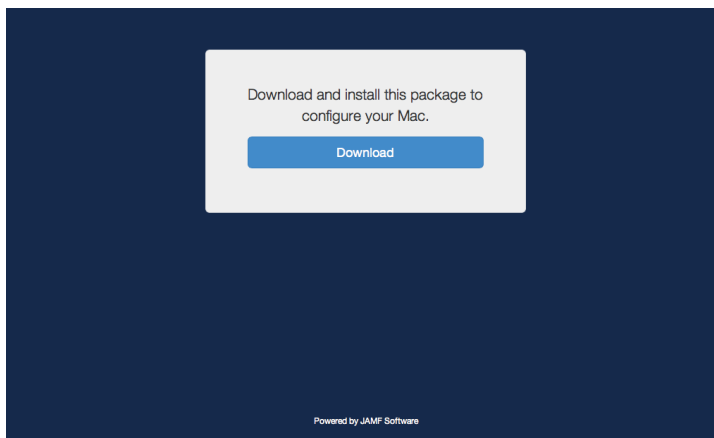 Download and install this package to
configure your Mac.
Download
Powered by JAMF Software